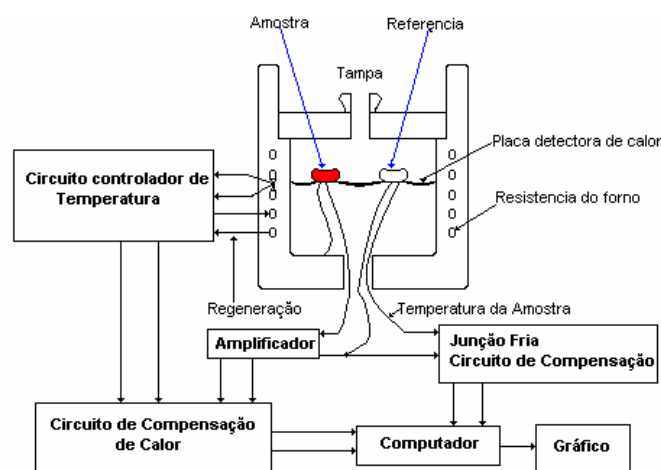 Amostra
Referencia
Tampa
Placa detectora de calor
Circuito controlador de
Temperatura
Resistencia do forno
Regeneração
Temperatura da Amostra
Amplificador
Junção Fria
Circuito de Compensação
Circuito de Compensação
de Calor
Computador
Gráfico